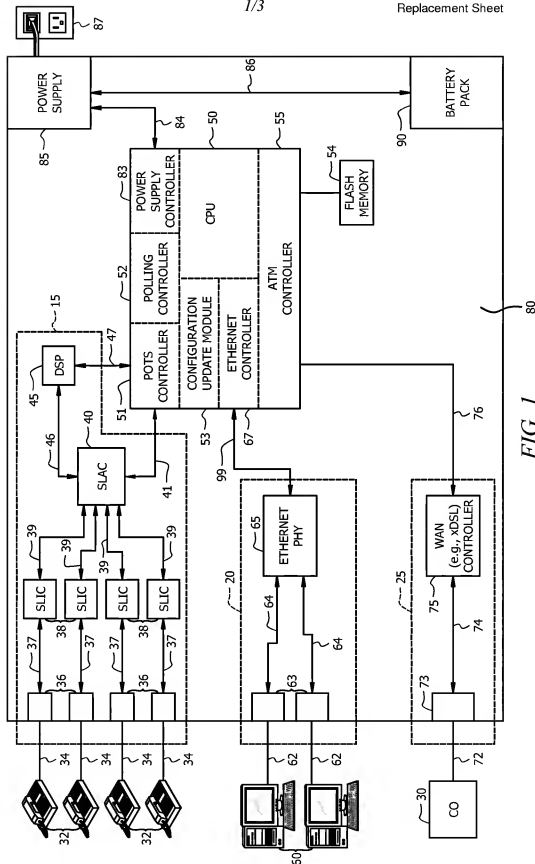 1/3
Replacement Sheet
87
POWER
SUPPLY
85
86
84
BATTERY
PACK
90
83
50
55
POWER
SUPPLY
CONTROLLER
CPU
ATM
CONTROLLER
54
FLASH
MEMORY
52
POLLING
CONTROLLER
51
POTS
CONTROLLER
CONFIGURATION
UPDATE MODULE
53
ETHERNET
CONTROLLER
67
80
15
45
DSP
47
46
40
SLAC
41
39
39
39
39
SLIC
SLIC
SLIC
SLIC
38
38
37
37
37
37
36
36
34
34
34
34
32
32
99
20
65
ETHERNET
PHY
64
64
63
62
62
60
76
25
75
WAN
(e.g., xDSL)
CONTROLLER
74
73
72
30
CO
FIG. 1